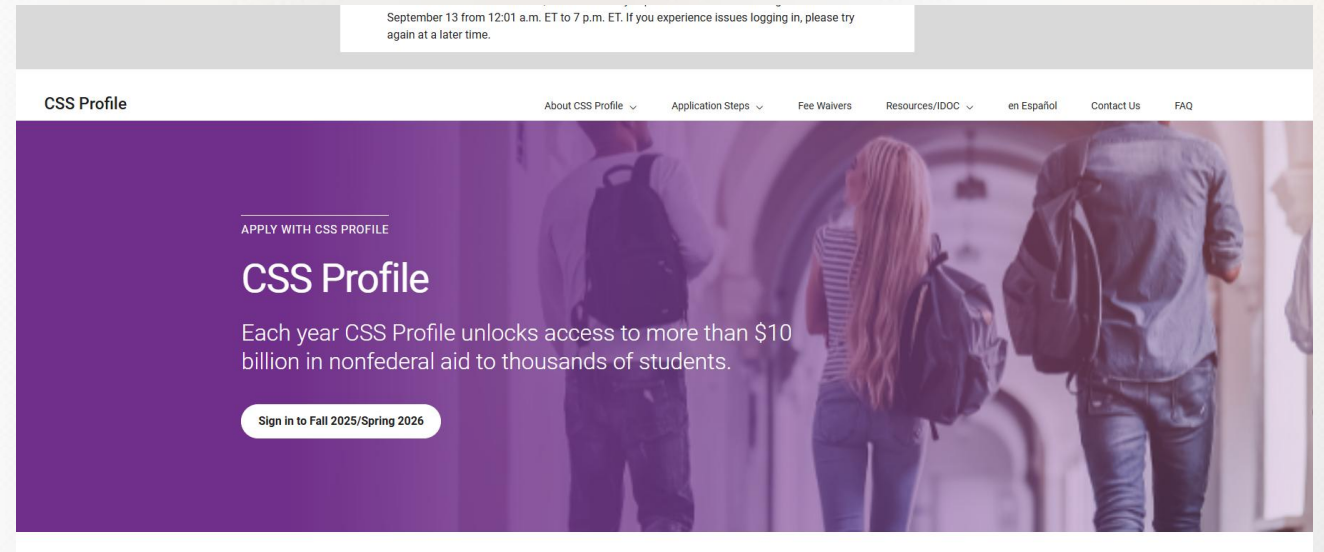 September 13 from 12:01 a.m. ET to 7 p.m. ET. If you experience issues logging in, please try
again at a later time.
CSS Profile
About CSS Profile
Application Steps
Fee Waivers
Resources/IDOC
en Español
Contact Us
FAQ
APPLY WITH CSS PROFILE
CSS Profile
Each year CSS Profile unlocks access to more than $10
billion in nonfederal aid to thousands of students.
Sign in to Fall 2025/Spring 2026